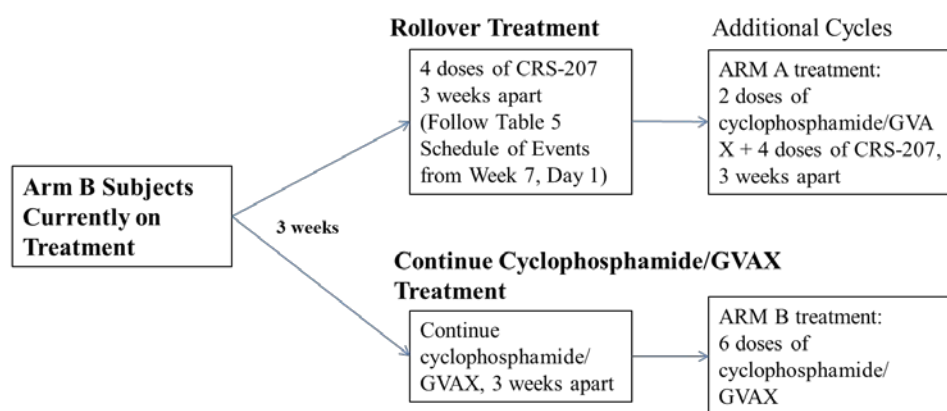 Rollover Treatment
4 doses of CRS-207
3 weeks apart
(Follow Table 5
Schedule of Events
from Week 7, Day 1)
Additional Cycles
ARM A treatment:
2 doses of
cyclophosphamide/GVA
X + 4 doses of CRS-207,
3 weeks apart
Arm B Subjects
Currently on
Treatment
3 weeks
Continue Cyclophosphamide/GVAX
Treatment
Continue
cyclophosphamide/
GVAX, 3 weeks apart
ARM B treatment:
6 doses of
cyclophosphamide/
GVAX